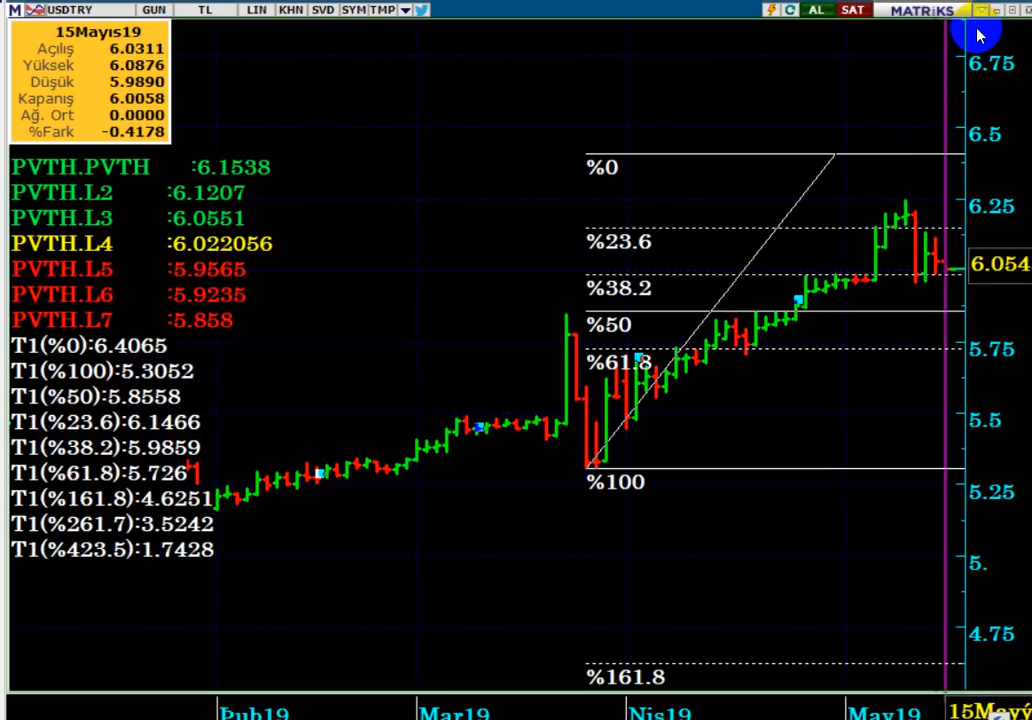 M USDTRY GUN TL LIN KHN SVD SYM TMP AL SAT MATRİKS
15Mayıs19
Açılış 6.0311
Yüksek 6.0876
Düşük 5.9890
Kapanış 6.0058
Ağ. Ort 0.0000
%Fark -0.4178
PVTH.PVTH :6.1538
PVTH.L2 :6.1207
PVTH.L3 :6.0551
PVTH.L4 :6.022056
PVTH.L5 :5.9565
PVTH.L6 :5.9235
PVTH.L7 :5.858
T1(%0):6.4065
T1(%100):5.3052
T1(%50):5.8558
T1(%23.6):6.1466
T1(%38.2):5.9859
T1(%61.8):5.726
T1(%161.8):4.6251
T1(%261.7):3.5242
T1(%423.5):1.7428
%0
%23.6
%38.2
%50
%61.8
%100
%161.8
6.75
6.5
6.25
6.054
5.75
5.5
5.25
5.
4.75
Þub19 Mar19 Nis19 May19 15Mayý